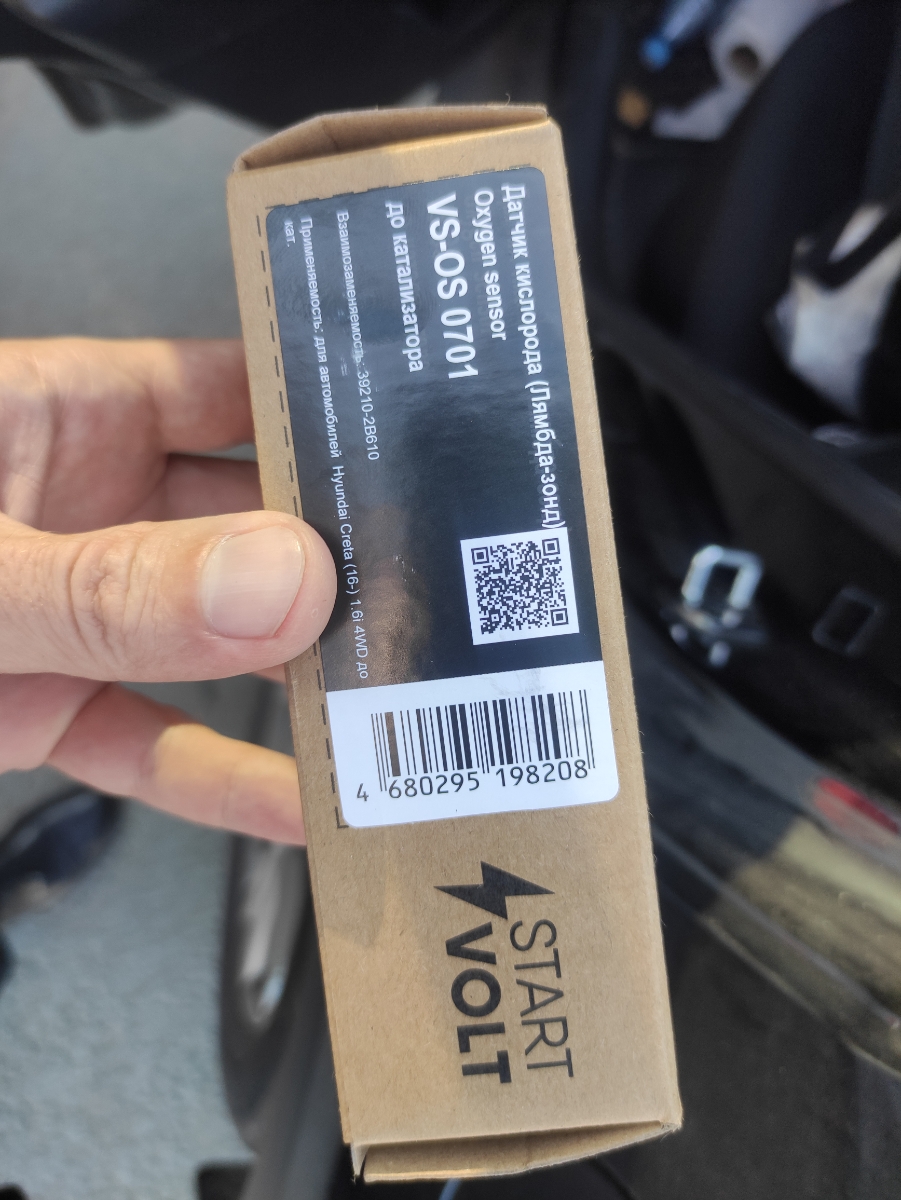 Датчик кислорода (Лямбда-зонд)
Oxygen sensor
VS-OS 0701
до катализатора
Взаимозаменяемость: 39210-2B610
Применяемость: для автомобилей Hyundai Creta (16-) 1.6i 4WD до
кат.
4 680295 198208
START
VOLT